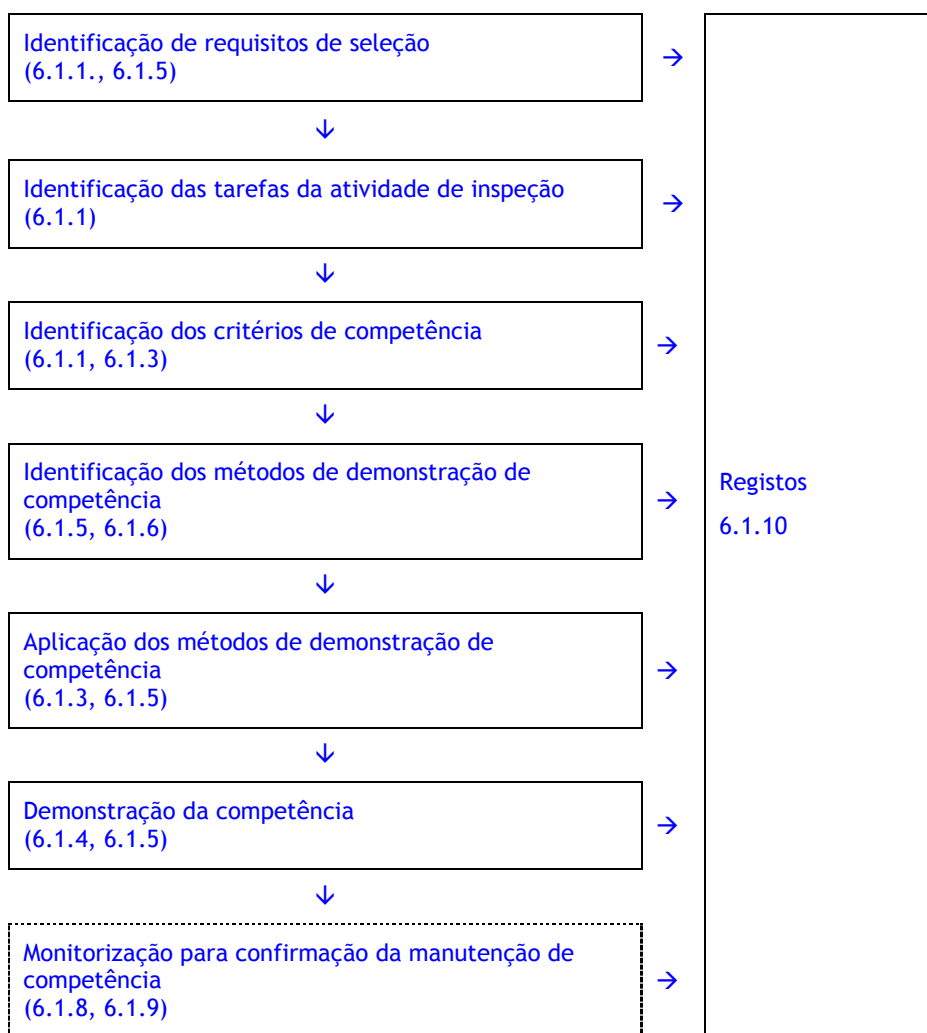 Identificação de requisitos de seleção
(6.1.1., 6.1.5)
→
↓
Identificação das tarefas da atividade de inspeção
(6.1.1)
→
↓
Identificação dos critérios de competência
(6.1.1, 6.1.3)
→
↓
Identificação dos métodos de demonstração de
competência
(6.1.5, 6.1.6)
→
Registos
6.1.10
↓
Aplicação dos métodos de demonstração de
competência
(6.1.3, 6.1.5)
→
↓
Demonstração da competência
(6.1.4, 6.1.5)
→
↓
Monitorização para confirmação da manutenção de
competência
(6.1.8, 6.1.9)
→